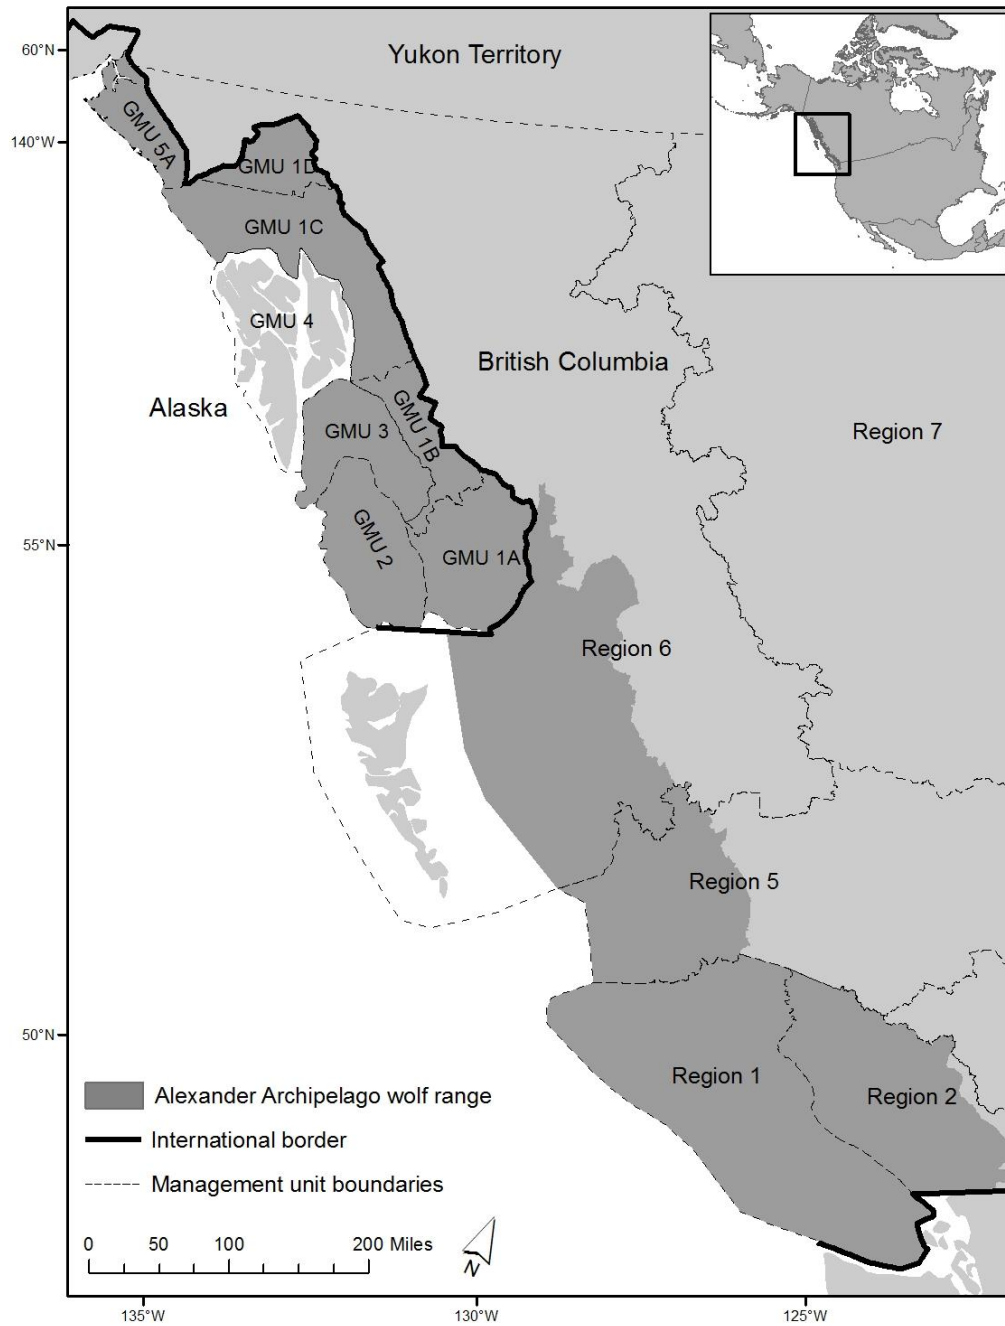 60°N
Yukon Territory
GMU 5A
140°W
GMU 1D
GMU 1C
GMU 4
British Columbia
Alaska
GMU 1B
GMU 3
Region 7
GMU 2
55°N
GMU 1A
Region 6
Region 5
50°N
Region 1
Region 2
Alexander Archipelago wolf range
International border
Management unit boundaries
0 50 100 200 Miles
N
135°W 130°W 125°W